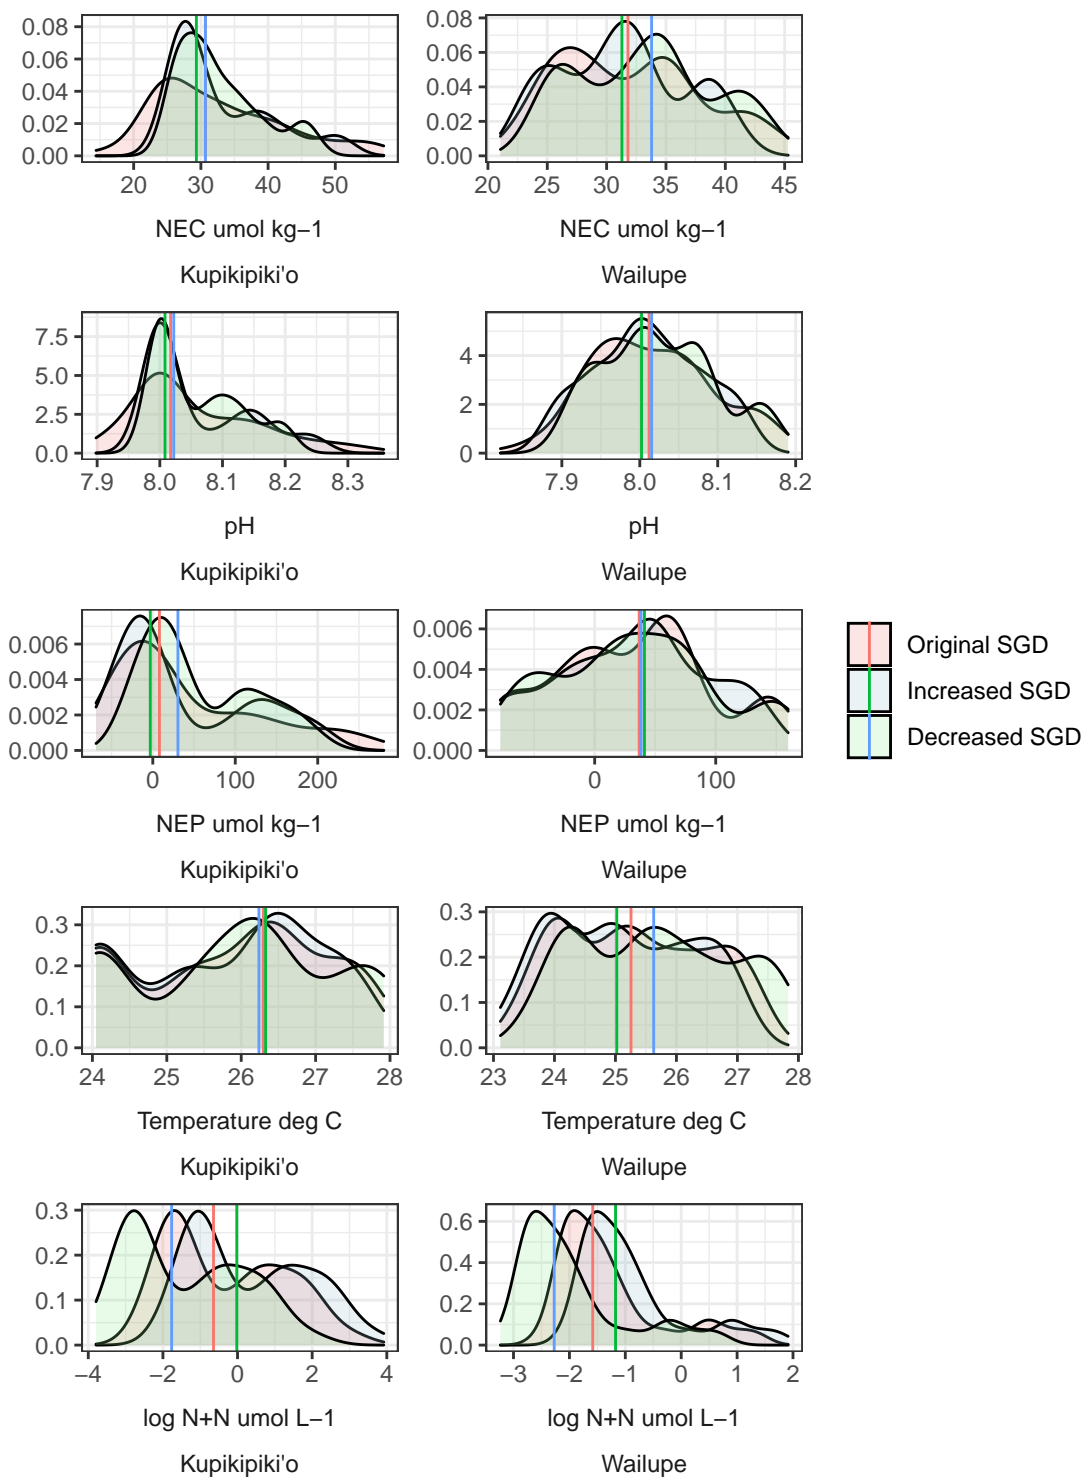 0.08
0.06
0.04
0.02
0.00
20 30 40 50
NEC umol kg−1
Kupikipiki'o
0.08
0.06
0.04
0.02
0.00
20 25 30 35 40 45
NEC umol kg−1
Wailupe
7.5
5.0
2.5
0.0
7.9 8.0 8.1 8.2 8.3
pH
Kupikipiki'o
4
2
0
7.9 8.0 8.1 8.2
pH
Wailupe
0.006
0.004
0.002
0.000
0 100 200
NEP umol kg−1
Kupikipiki'o
0.006
0.004
0.002
0.000
0 100
NEP umol kg−1
Wailupe
Original SGD
Increased SGD
Decreased SGD
0.3
0.2
0.1
0.0
24 25 26 27 28
Temperature deg C
Kupikipiki'o
0.3
0.2
0.1
0.0
23 24 25 26 27 28
Temperature deg C
Wailupe
0.3
0.2
0.1
0.0
−4 −2 0 2 4
log N+N umol L−1
Kupikipiki'o
0.6
0.4
0.2
0.0
−3 −2 −1 0 1 2
log N+N umol L−1
Wailupe